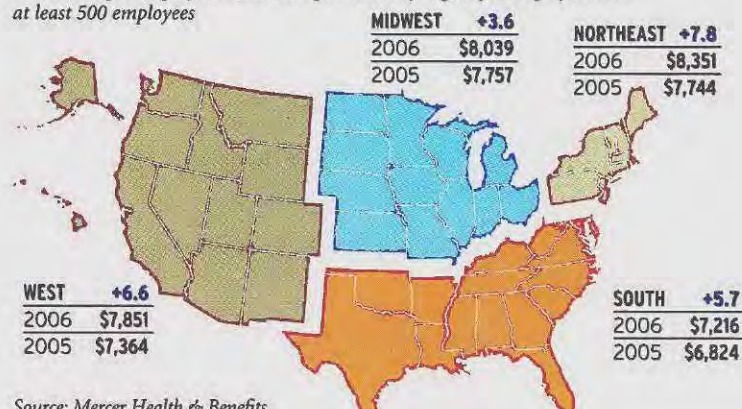 at least 500 employees
MIDWEST +3.6
2006 $8,039
2005 $7,757
NORTHEAST +7.8
2006 $8,351
2005 $7,744
WEST +6.6
2006 $7,851
2005 $7,364
SOUTH +5.7
2006 $7,216
2005 $6,824
Source: Mercer Health & Benefits